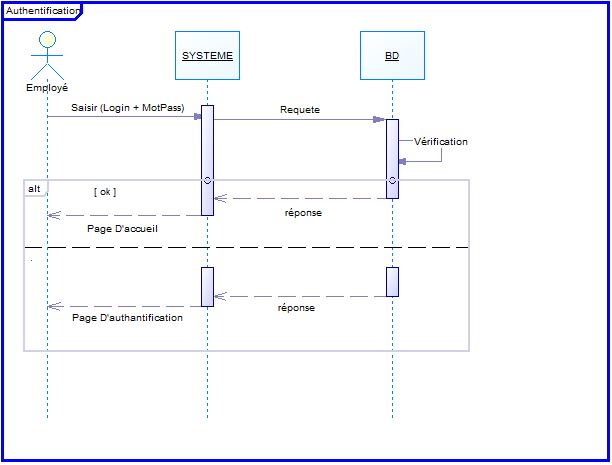 Authentification
SYSTEME
BD
Employé
Saisir (Login + MotPass)
Requete
Vérification
alt
[ ok ]
réponse
Page D'accueil
.
réponse
Page D'authantification